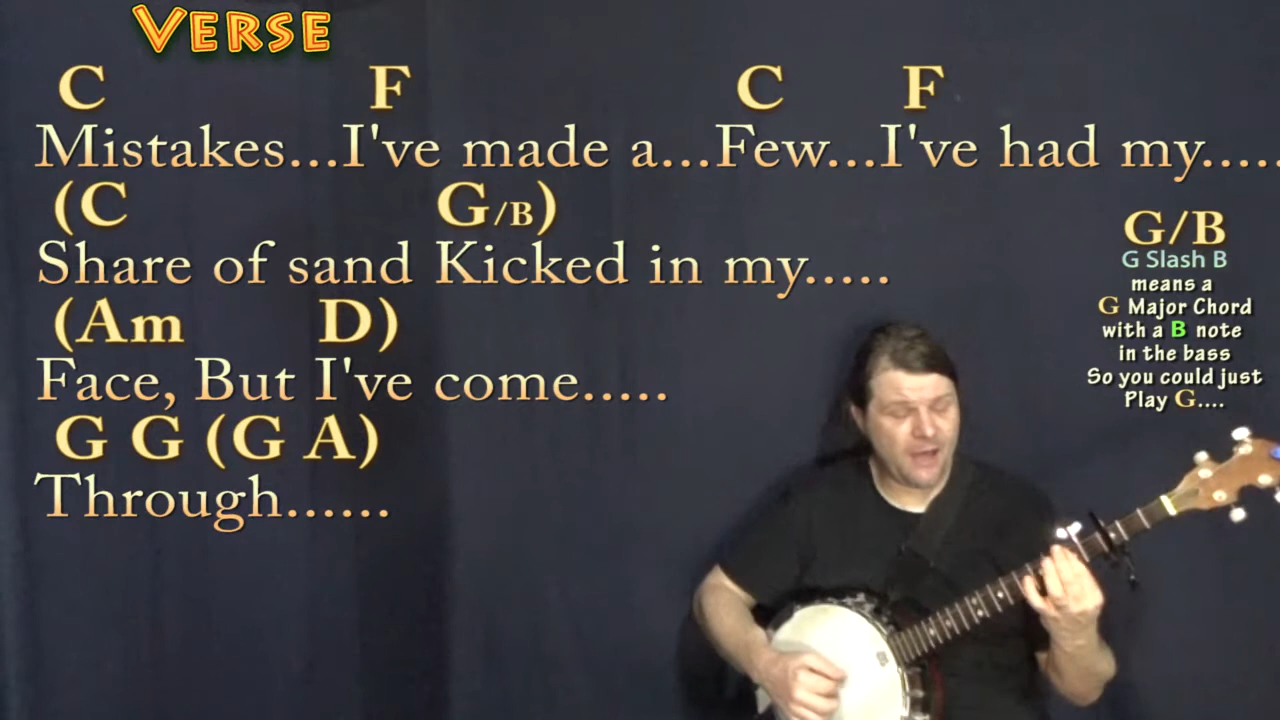 VERSE
C F C F
Mistakes...I've made a...Few...I've had my.....
(C G/B)
Share of sand Kicked in my.....
(Am D)
Face, But I've come.....
G G (G A)
Through......
G/B
G Slash B
means a
G Major Chord
with a B note
in the bass
So you could just
Play G....